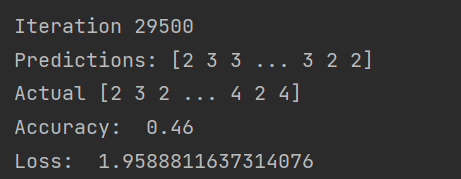 Iteration 29500
Predictions: [2 3 3 ... 3 2 2]
Actual [2 3 2 ... 4 2 4]
Accuracy:  0.46
Loss:  1.9588811637314076